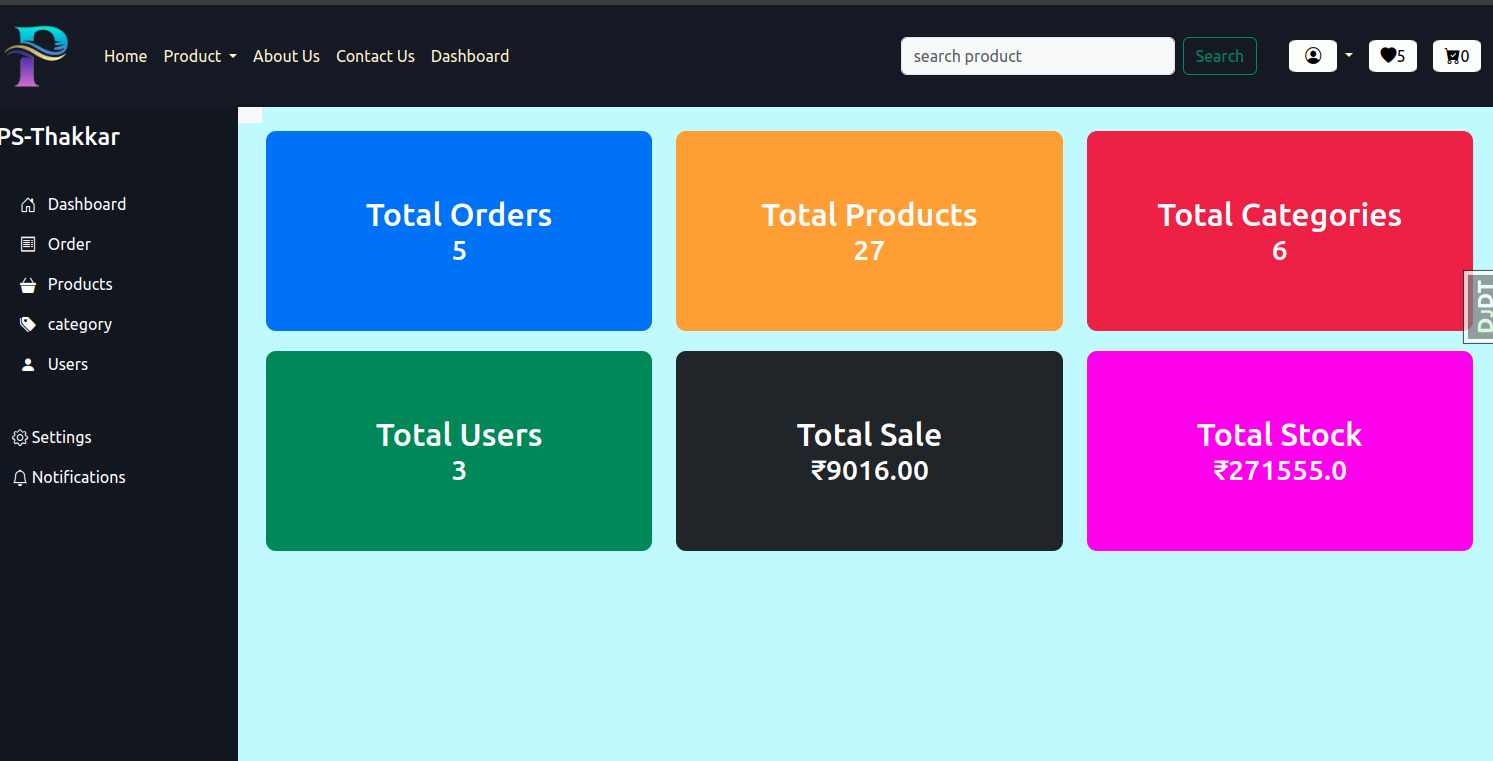 Home Product About Us Contact Us Dashboard search product Search 5 0
PS-Thakkar
Dashboard
Order
Products
category
Users
Settings
Notifications
Total Orders
5
Total Products
27
Total Categories
6
Total Users
3
Total Sale
₹9016.00
Total Stock
₹271555.0
DJDT